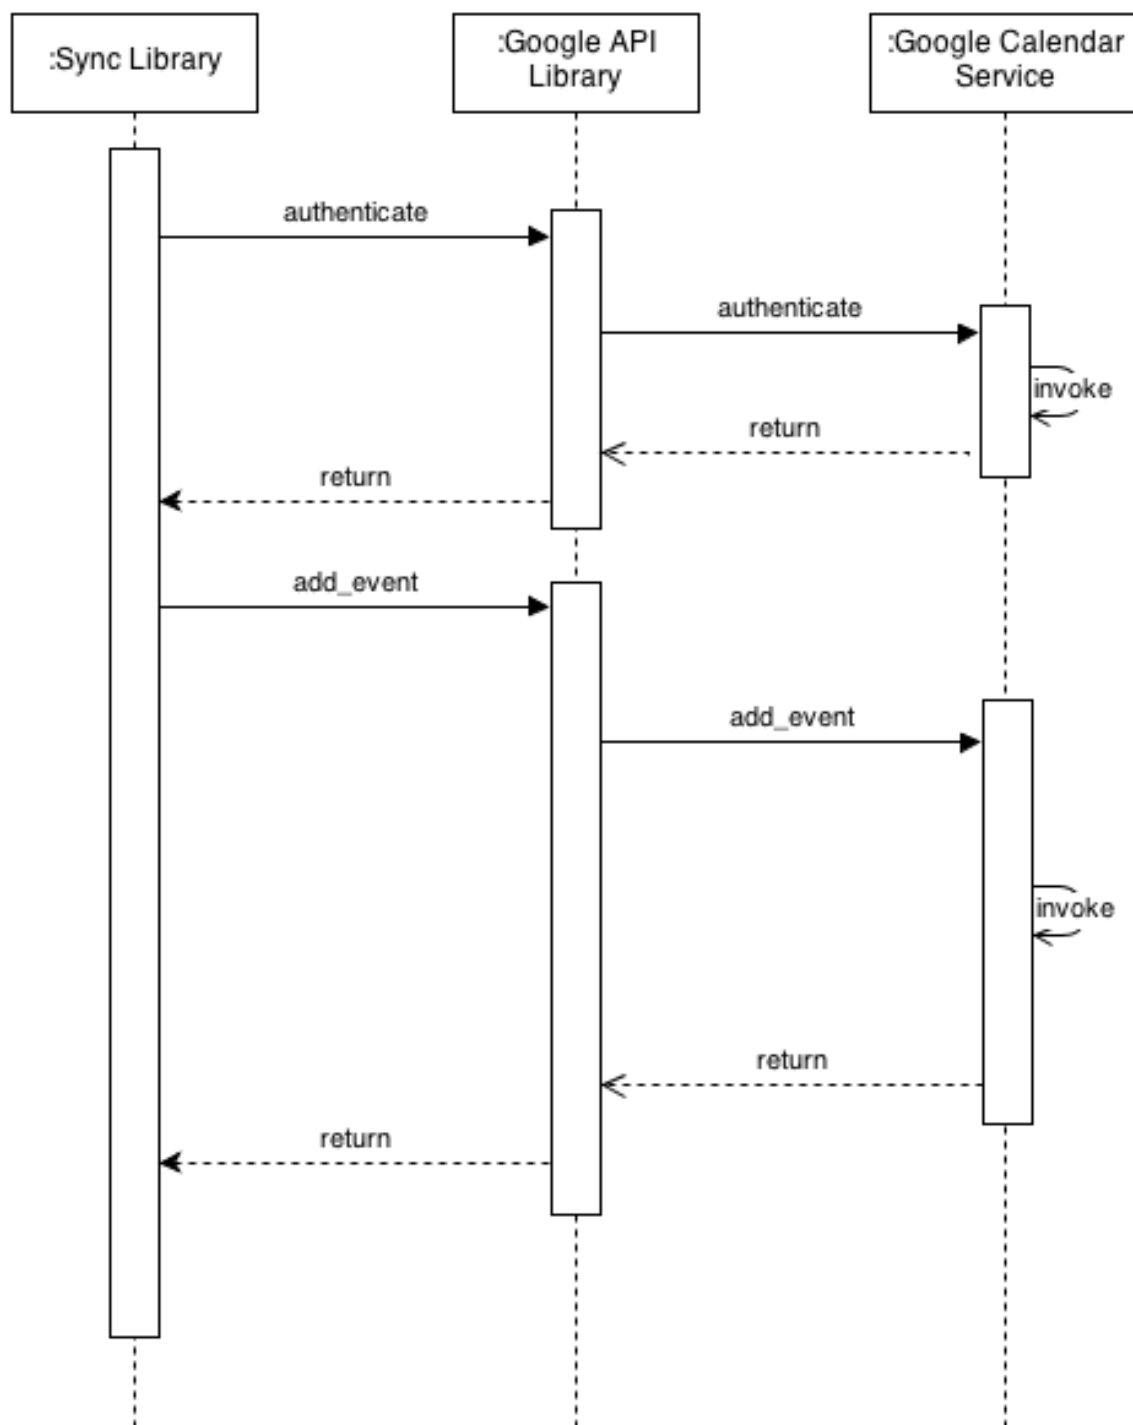 :Sync Library
:Google API
Library
:Google Calendar
Service
authenticate
authenticate
invoke
return
return
add_event
add_event
invoke
return
return